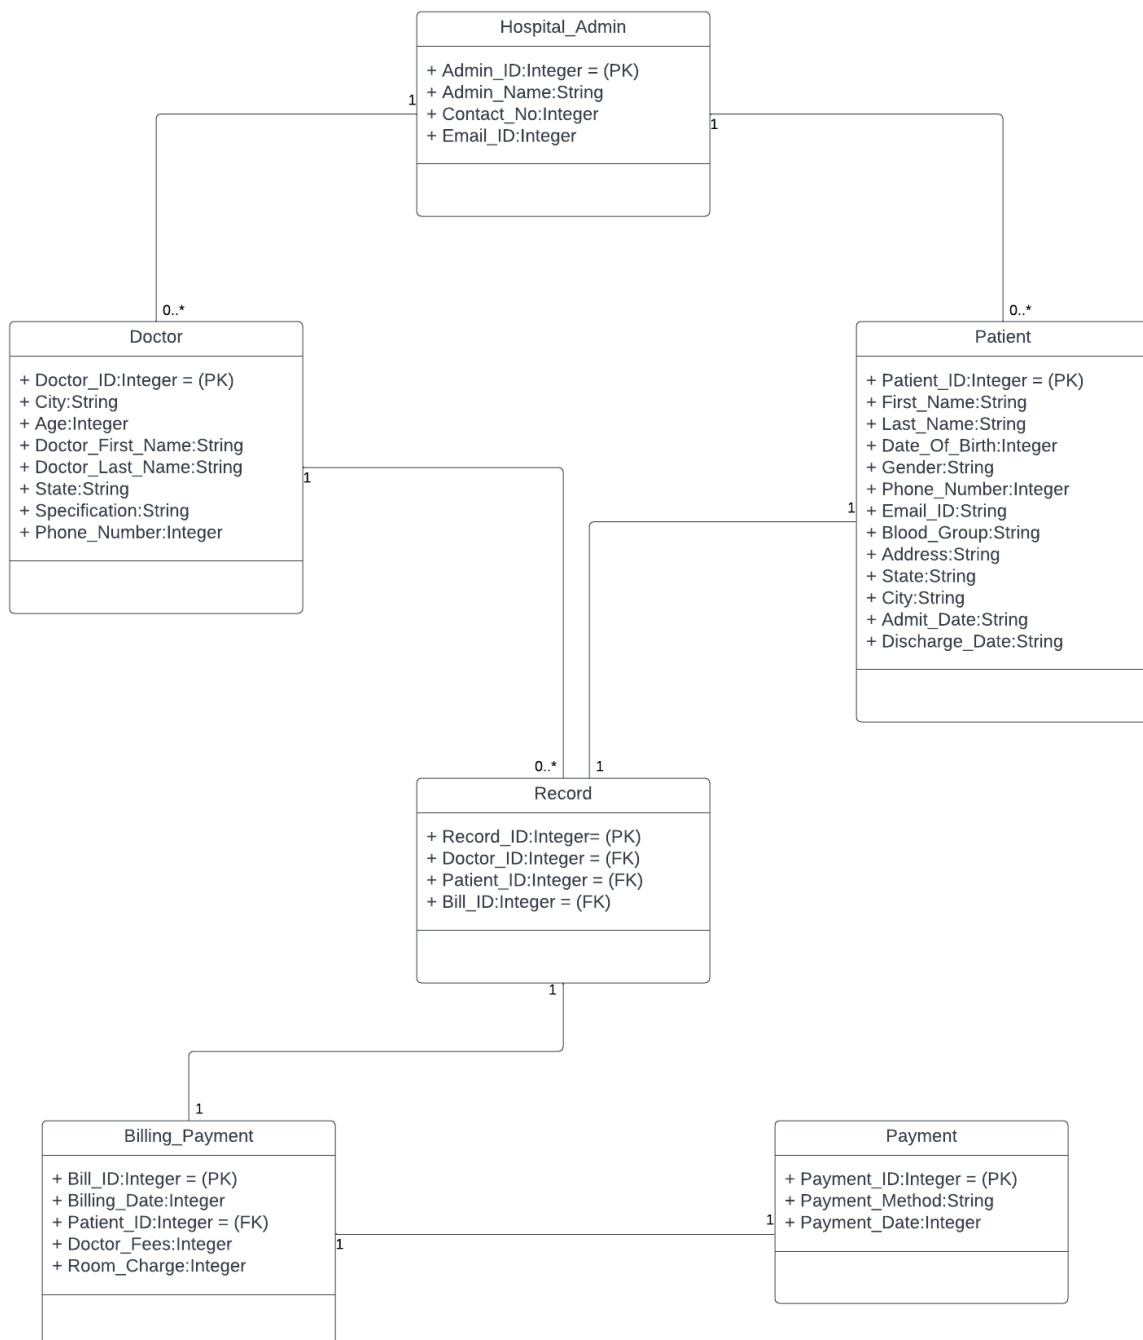 Hospital_Admin
+ Admin_ID:Integer = (PK)
+ Admin_Name:String
+ Contact_No:Integer
+ Email_ID:Integer
1
1
0..*
0..*
Doctor
+ Doctor_ID:Integer = (PK)
+ City:String
+ Age:Integer
+ Doctor_First_Name:String
+ Doctor_Last_Name:String
+ State:String
+ Specification:String
+ Phone_Number:Integer
1
Patient
+ Patient_ID:Integer = (PK)
+ First_Name:String
+ Last_Name:String
+ Date_Of_Birth:Integer
+ Gender:String
+ Phone_Number:Integer
+ Email_ID:String
+ Blood_Group:String
+ Address:String
+ State:String
+ City:String
+ Admit_Date:String
+ Discharge_Date:String
1
0..*
1
Record
+ Record_ID:Integer= (PK)
+ Doctor_ID:Integer = (FK)
+ Patient_ID:Integer = (FK)
+ Bill_ID:Integer = (FK)
1
1
Billing_Payment
+ Bill_ID:Integer = (PK)
+ Billing_Date:Integer
+ Patient_ID:Integer = (FK)
+ Doctor_Fees:Integer
+ Room_Charge:Integer
1
1
Payment
+ Payment_ID:Integer = (PK)
+ Payment_Method:String
+ Payment_Date:Integer